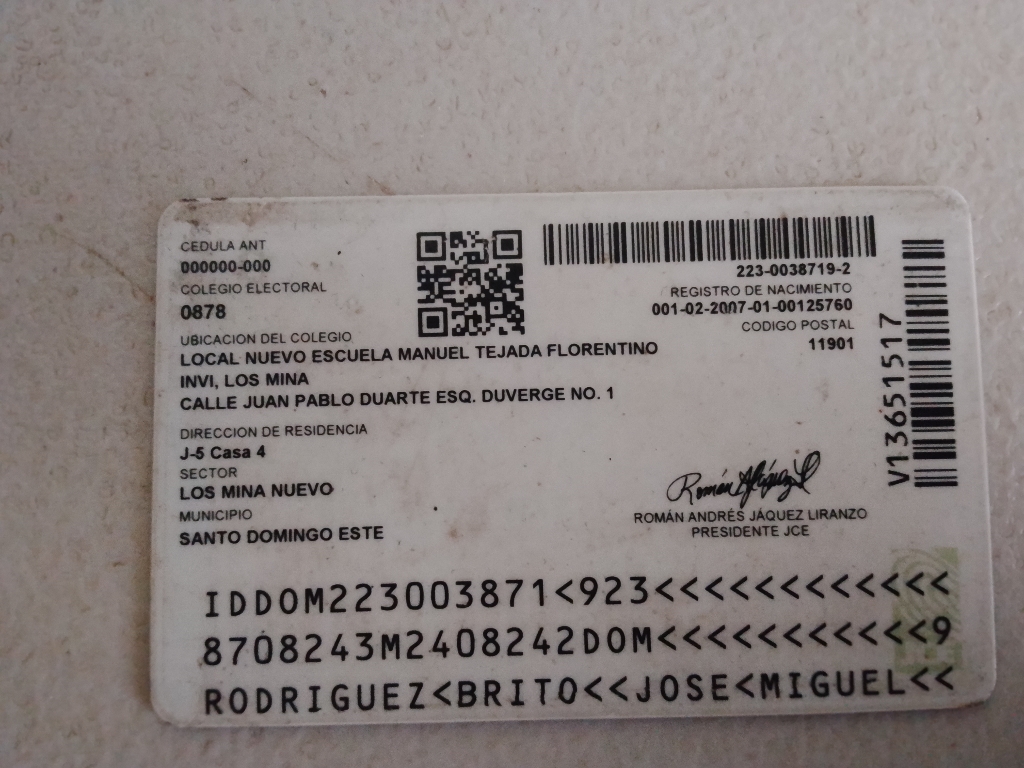 CEDULA ANT
000000-000
COLEGIO ELECTORAL
0878
UBICACION DEL COLEGIO
LOCAL NUEVO ESCUELA MANUEL TEJADA FLORENTINO
INVI, LOS MINA
CALLE JUAN PABLO DUARTE ESQ. DUVERGE NO. 1
DIRECCION DE RESIDENCIA
J-5 Casa 4
SECTOR
LOS MINA NUEVO
MUNICIPIO
SANTO DOMINGO ESTE
223-0038719-2
REGISTRO DE NACIMIENTO
001-02-2007-01-00125760
CODIGO POSTAL
11901
V13651517
ROMÁN ANDRÉS JÁQUEZ LIRANZO
PRESIDENTE JCE
IDDOM223003871<923<<<<<<<<<<<<
8708243M2408242DOM<<<<<<<<<<<9
RODRIGUEZ<BRITO<<JOSE<MIGUEL<<